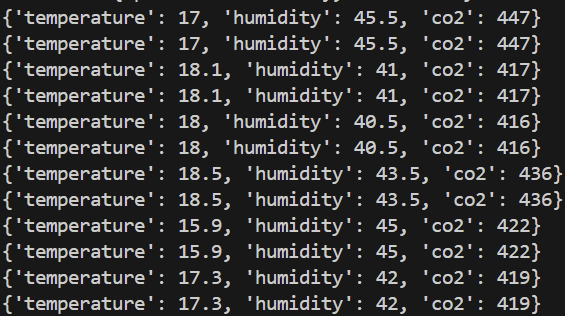 {'temperature': 17, 'humidity': 45.5, 'co2': 447}
{'temperature': 17, 'humidity': 45.5, 'co2': 447}
{'temperature': 18.1, 'humidity': 41, 'co2': 417}
{'temperature': 18.1, 'humidity': 41, 'co2': 417}
{'temperature': 18, 'humidity': 40.5, 'co2': 416}
{'temperature': 18, 'humidity': 40.5, 'co2': 416}
{'temperature': 18.5, 'humidity': 43.5, 'co2': 436}
{'temperature': 18.5, 'humidity': 43.5, 'co2': 436}
{'temperature': 15.9, 'humidity': 45, 'co2': 422}
{'temperature': 15.9, 'humidity': 45, 'co2': 422}
{'temperature': 17.3, 'humidity': 42, 'co2': 419}
{'temperature': 17.3, 'humidity': 42, 'co2': 419}